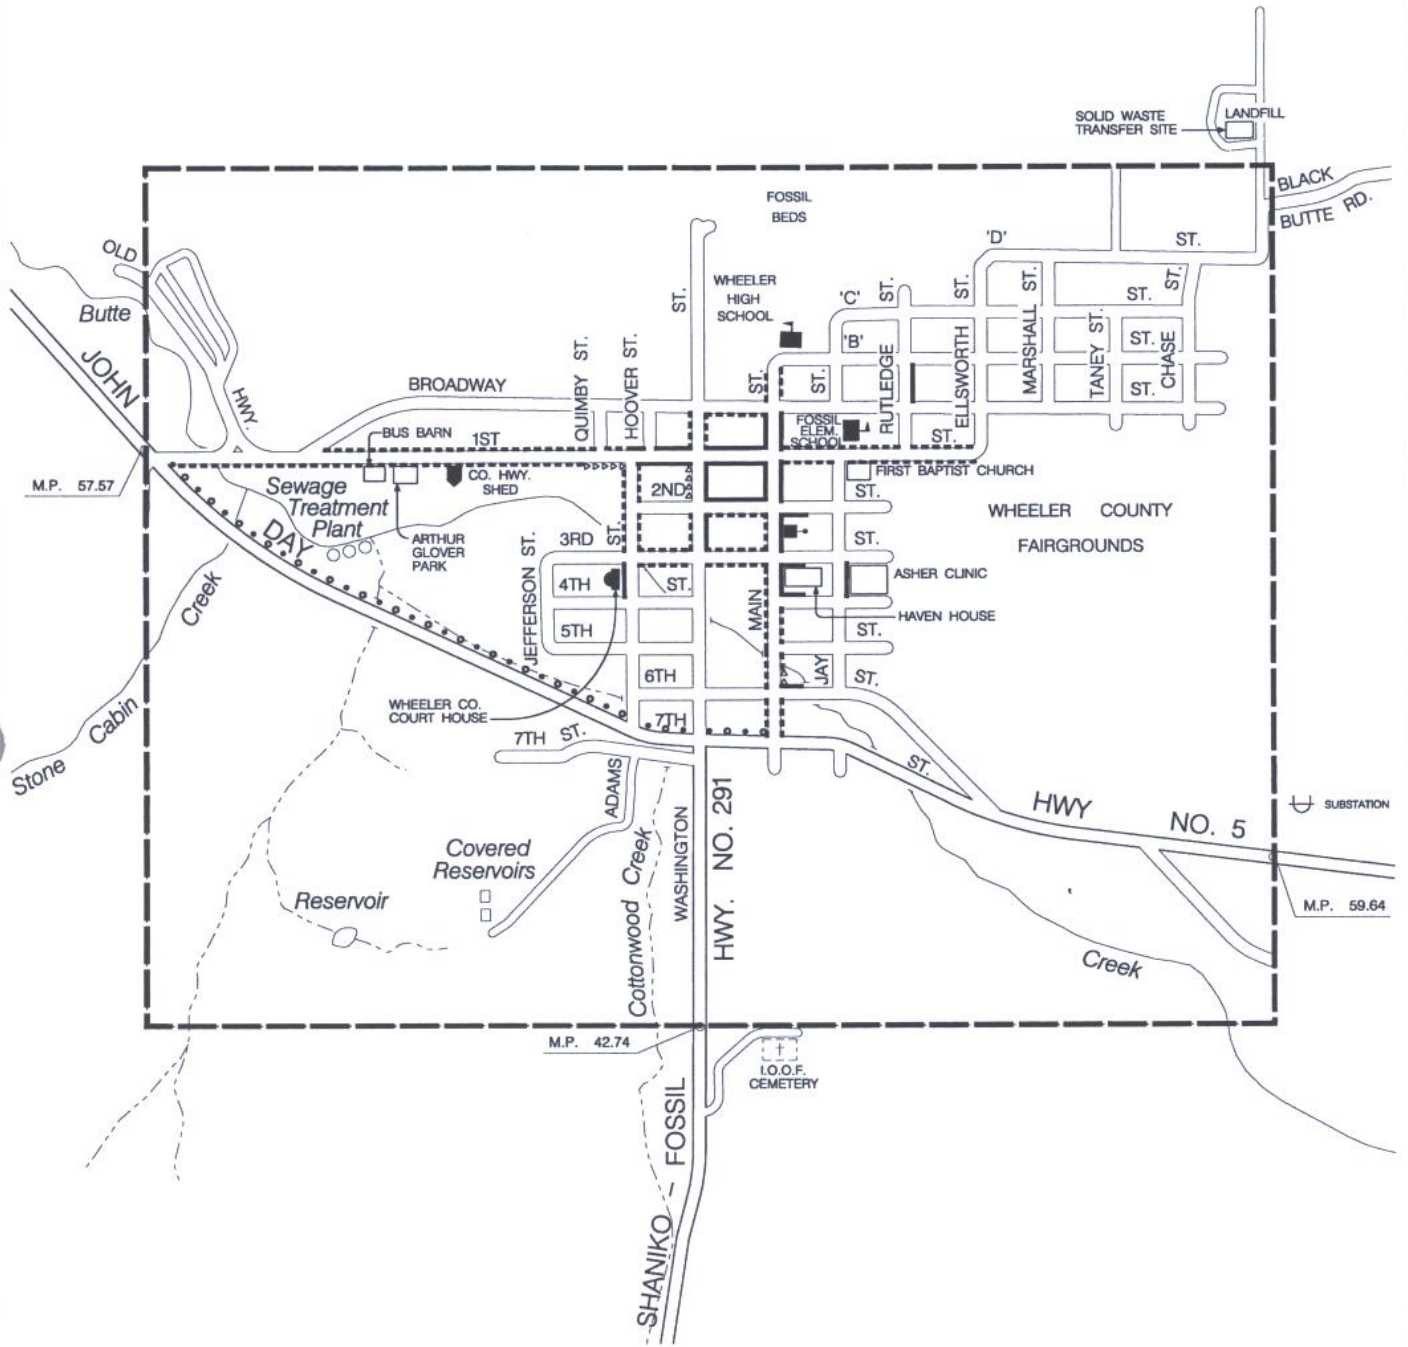 LANDFILL
SOLID WASTE
TRANSFER SITE
BLACK
BUTTE RD.
FOSSIL
BEDS
OLD
Butte
JOHN
HWY.
ST.
WHEELER
HIGH
SCHOOL
'D'
ST.
'C'
ST.
ST.
ST.
ST.
ST.
'B'
ST.
ST.
ST.
ST.
RUTLEDGE
ELLSWORTH
MARSHALL
TANEY ST.
CHASE
QUIMBY ST.
HOOVER ST.
BROADWAY
BUS BARN
1ST
FOSSIL
ELEM.
SCHOOL
ST.
FIRST BAPTIST CHURCH
M.P. 57.57
Sewage
Treatment
Plant
CO. HWY.
SHED
2ND
ST.
WHEELER COUNTY
FAIRGROUNDS
DAY
ARTHUR
GLOVER
PARK
3RD
ST.
ST.
JEFFERSON ST.
4TH
ST.
ASHER CLINIC
HAVEN HOUSE
MAIN
5TH
ST.
Creek
6TH
JAY
ST.
WHEELER CO.
COURT HOUSE
7TH
7TH ST.
ST.
Stone Cabin
ADAMS
WASHINGTON
HWY. NO. 291
HWY NO. 5
SUBSTATION
Covered
Reservoirs
Reservoir
Cottonwood Creek
M.P. 59.64
Creek
M.P. 42.74
I.O.O.F.
CEMETERY
SHANIKO – FOSSIL